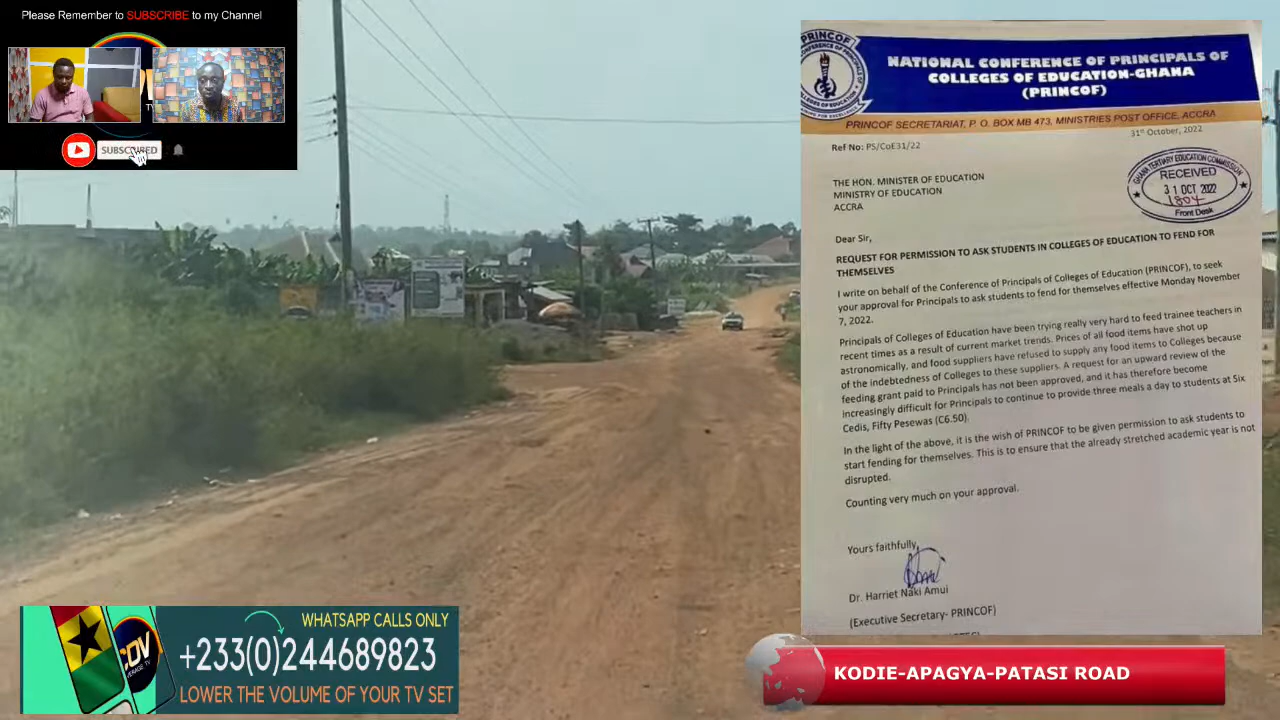 Please Remember to SUBSCRIBE to my Channel
SUBSCRIBED
NATIONAL CONFERENCE OF PRINCIPALS OF
COLLEGES OF EDUCATION-GHANA
(PRINCOF)
PRINCOF SECRETARIAT, P. O. BOX MB 473, MINISTRIES POST OFFICE, ACCRA
31st October, 2022
Ref No: PS/CoE31/22
GHANA TERTIARY EDUCATION COMMISSION
RECEIVED
31 OCT 2022
1804
Front Desk
THE HON. MINISTER OF EDUCATION
MINISTRY OF EDUCATION
ACCRA
Dear Sir,
REQUEST FOR PERMISSION TO ASK STUDENTS IN COLLEGES OF EDUCATION TO FEND FOR
THEMSELVES
I write on behalf of the Conference of Principals of Colleges of Education (PRINCOF), to seek
your approval for Principals to ask students to fend for themselves effective Monday November
7, 2022.
Principals of Colleges of Education have been trying really very hard to feed trainee teachers in
recent times as a result of current market trends. Prices of all food items have shot up
astronomically, and food suppliers have refused to supply any food items to Colleges because
of the indebtedness of Colleges to these suppliers. A request for an upward review of the
feeding grant paid to Principals has not been approved, and it has therefore become
increasingly difficult for Principals to continue to provide three meals a day to students at Six
Cedis, Fifty Pesewas (C6.50).
In the light of the above, it is the wish of PRINCOF to be given permission to ask students to
start fending for themselves. This is to ensure that the already stretched academic year is not
disrupted.
Counting very much on your approval.
Yours faithfully,
Dr. Harriet Naki Amui
(Executive Secretary- PRINCOF)
WHATSAPP CALLS ONLY
+233(0)244689823
LOWER THE VOLUME OF YOUR TV SET
KODIE-APAGYA-PATASI ROAD